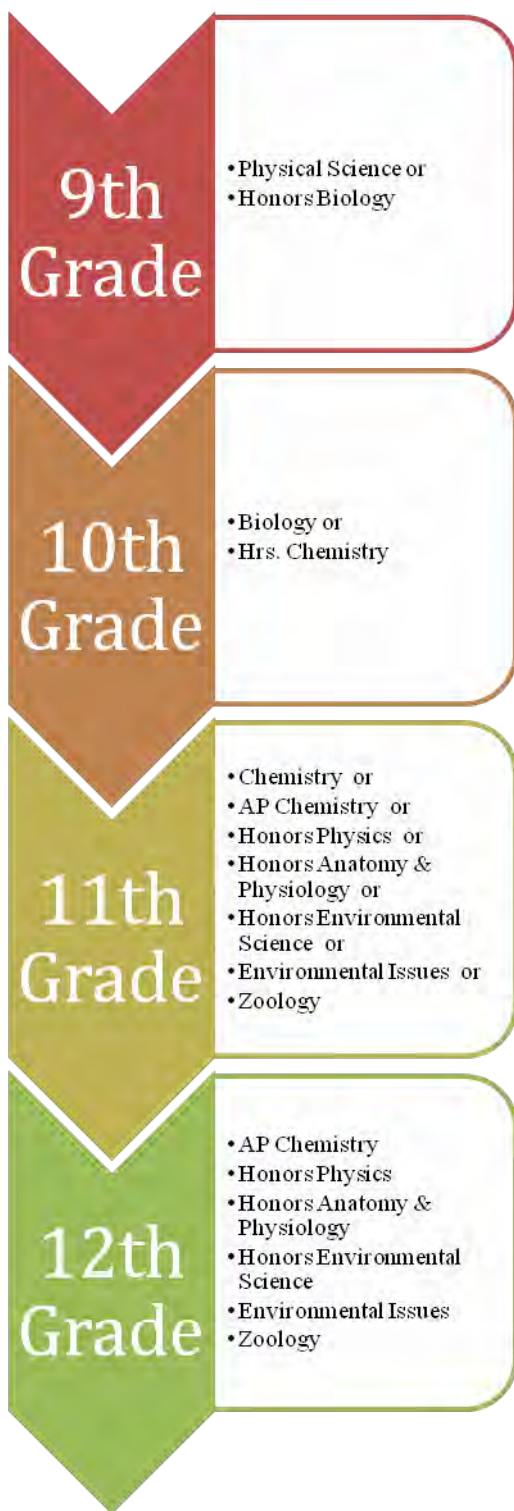 9th
Grade
•Physical Science or
•Honors Biology
10th
Grade
•Biology or
•Hrs. Chemistry
11th
Grade
•Chemistry or
•AP Chemistry or
•Honors Physics or
•Honors Anatomy &
Physiology or
•Honors Environmental
Science or
•Environmental Issues or
•Zoology
12th
Grade
•AP Chemistry
•Honors Physics
•Honors Anatomy &
Physiology
•Honors Environmental
Science
•Environmental Issues
•Zoology